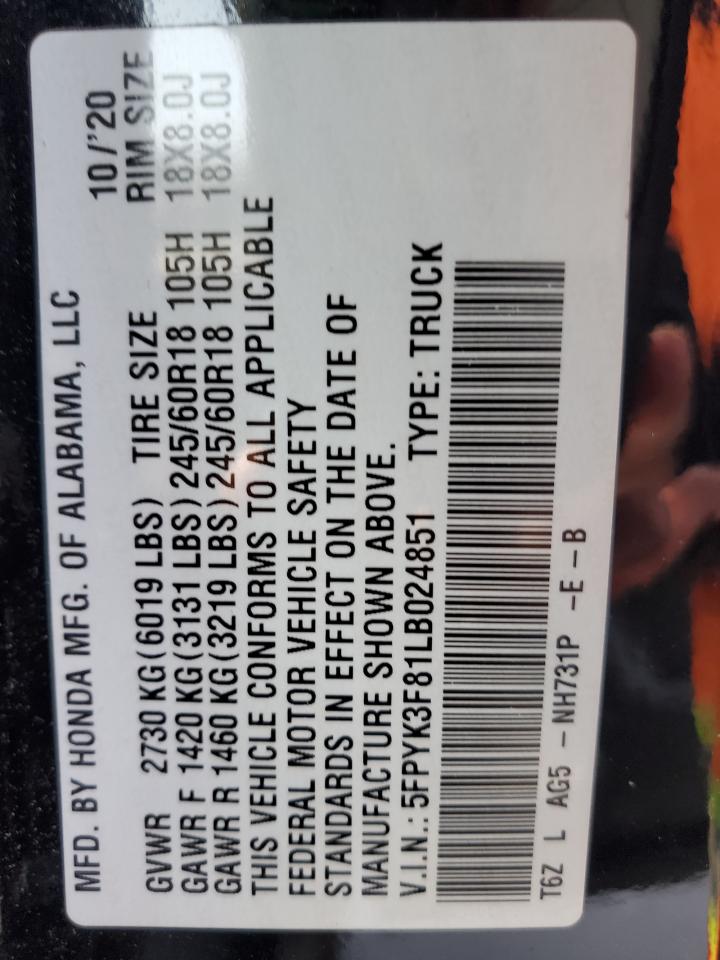 MFD. BY HONDA MFG. OF ALABAMA, LLC 10/'20
GVWR 2730 KG(6019 LBS) TIRE SIZE RIM SIZE
GAWR F 1420 KG(3131 LBS)245/60R18 105H 18X8.0J
GAWR R 1460 KG(3219 LBS)245/60R18 105H 18X8.0J
THIS VEHICLE CONFORMS TO ALL APPLICABLE
FEDERAL MOTOR VEHICLE SAFETY
STANDARDS IN EFFECT ON THE DATE OF
MANUFACTURE SHOWN ABOVE.
V.I.N.: 5FPYK3F81LB024851 TYPE: TRUCK
T6Z L AG5 -NH731P -E -B